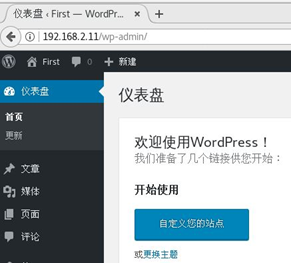 仪表盘 ‹ First — WordPr...
192.168.2.11/wp-admin/
First 0 新建
仪表盘
首页
更新
文章
媒体
页面
评论
仪表盘
欢迎使用WordPress！
我们准备了几个链接供您开始：
开始使用
自定义您的站点
或更换主题